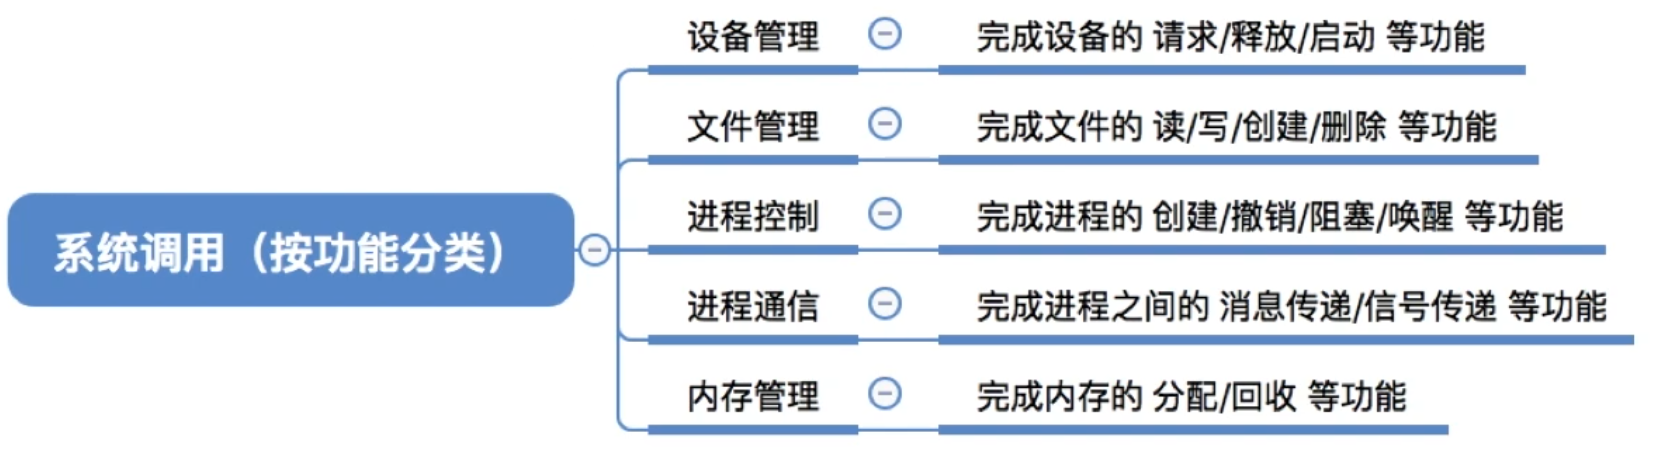 系统调用（按功能分类）
设备管理 完成设备的 请求/释放/启动 等功能
文件管理 完成文件的 读/写/创建/删除 等功能
进程控制 完成进程的 创建/撤销/阻塞/唤醒 等功能
进程通信 完成进程之间的 消息传递/信号传递 等功能
内存管理 完成内存的 分配/回收 等功能